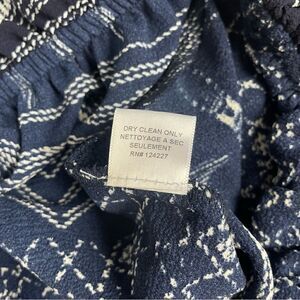 DRY CLEAN ONLY
NETTOYAGE A SEC
SEULEMENT
RN# 124227